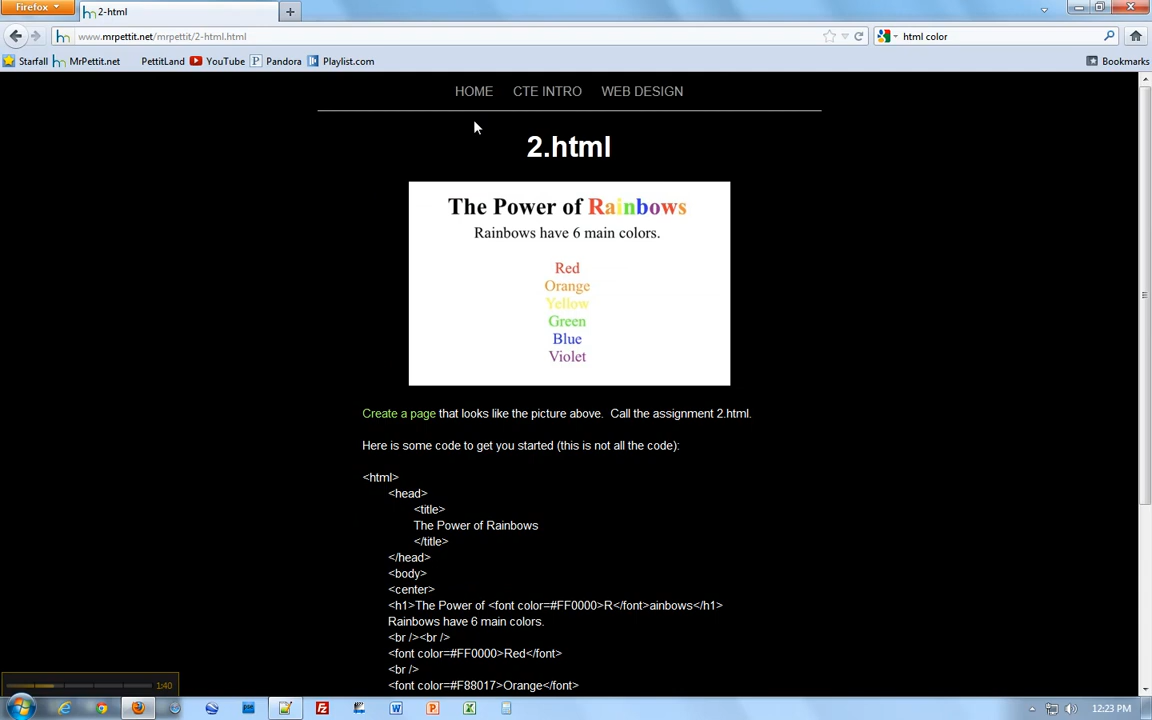 Firefox
2-html
www.mrpettit.net/mrpettit/2-html.html
html color
Starfall MrPettit.net PettitLand YouTube Pandora Playlist.com Bookmarks
HOME CTE INTRO WEB DESIGN
2.html
The Power of Rainbows
Rainbows have 6 main colors.
Red
Orange
Yellow
Green
Blue
Violet
Create a page that looks like the picture above. Call the assignment 2.html.
Here is some code to get you started (this is not all the code):
<html>
<head>
<title>
The Power of Rainbows
</title>
</head>
<body>
<center>
<h1>The Power of <font color=#FF0000>R</font>ainbows</h1>
Rainbows have 6 main colors.
<br /><br />
<font color=#FF0000>Red</font>
<br />
<font color=#F88017>Orange</font>
1:40
12:23 PM